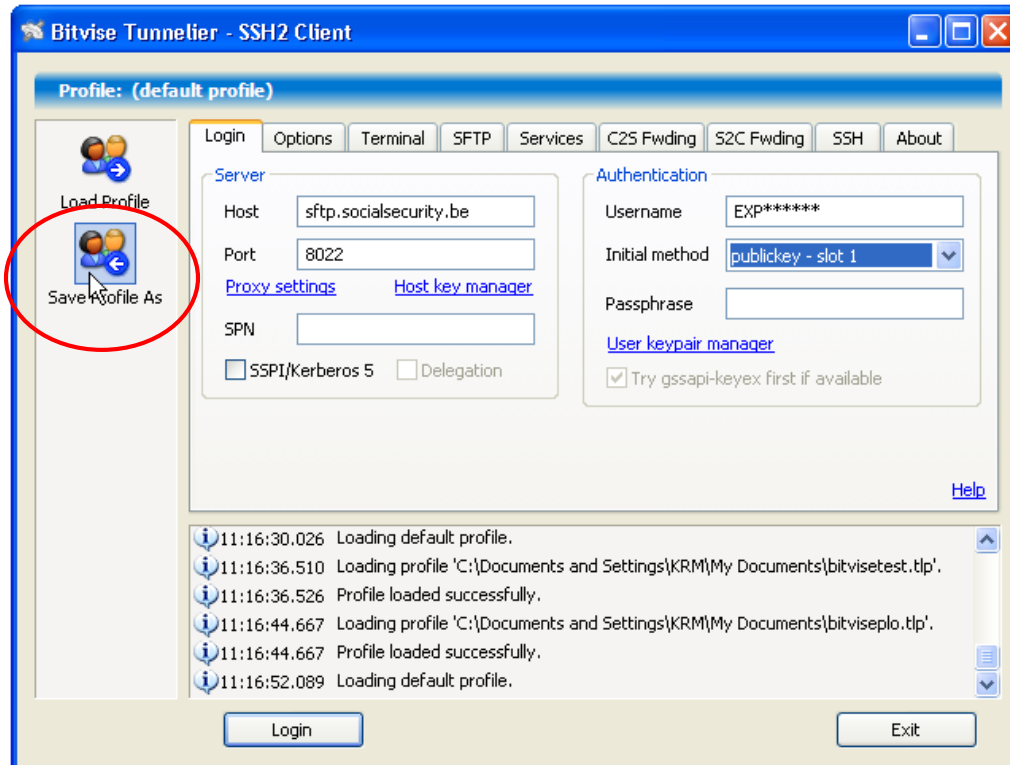 Bitvise Tunnelier - SSH2 Client
Profile: (default profile)
Load Profile
Save Profile As
Login Options Terminal SFTP Services C2S Fwding S2C Fwding SSH About
Server
Host sftp.socialsecurity.be
Port 8022
Proxy settings Host key manager
SPN
SSPI/Kerberos 5 Delegation
Authentication
Username EXP******
Initial method publickey - slot 1
Passphrase
User keypair manager
Try gssapi-keyex first if available
Help
11:16:30.026 Loading default profile.
11:16:36.510 Loading profile 'C:\Documents and Settings\KRM\My Documents\bitvisetest.tlp'.
11:16:36.526 Profile loaded successfully.
11:16:44.667 Loading profile 'C:\Documents and Settings\KRM\My Documents\bitviseplo.tlp'.
11:16:44.667 Profile loaded successfully.
11:16:52.089 Loading default profile.
Login Exit